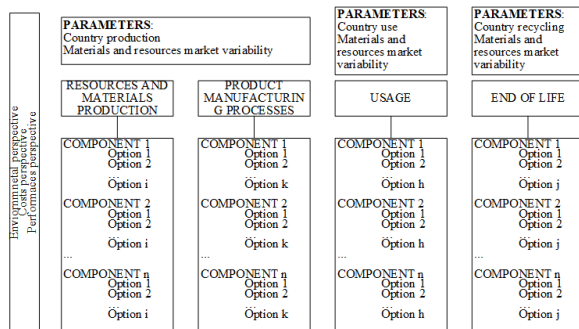 Enviornmnetal perspective
Costs perspective
Performaces perspective
PARAMETERS:
Country production
Materials and resources market variability
PARAMETERS:
Country use
Materials and
resources market
variability
PARAMETERS:
Country recycling
Materials and
resources market
variability
RESOURCES AND
MATERIALS
PRODUCTION
PRODUCT
MANUFACTURIN
G PROCESSES
USAGE
END OF LIFE
COMPONENT 1
Option 1
Option 2
...
Option i
COMPONENT 2
Option 1
Option 2
...
Option i
...
COMPONENT n
Option 1
Option 2
...
Option i
COMPONENT 1
Option 1
Option 2
...
Option k
COMPONENT 2
Option 1
Option 2
...
Option k
...
COMPONENT n
Option 1
Option 2
...
Option k
COMPONENT 1
Option 1
Option 2
...
Option h
COMPONENT 2
Option 1
Option 2
...
Option h
...
COMPONENT n
Option 1
Option 2
...
Option h
COMPONENT 1
Option 1
Option 2
...
Option j
COMPONENT 2
Option 1
Option 2
...
Option j
...
COMPONENT n
Option 1
Option 2
...
Option j